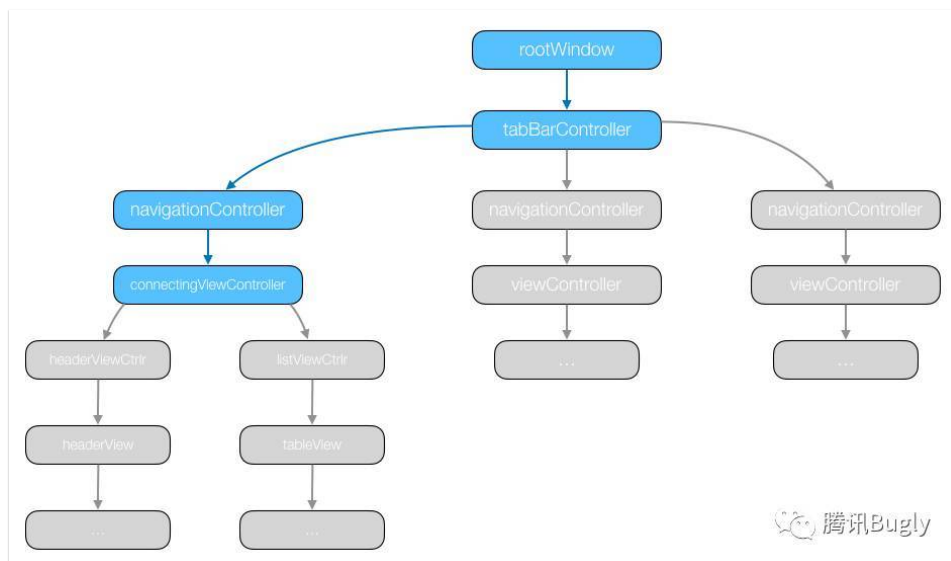 rootWindow
tabBarController
navigationController
navigationController
navigationController
connectingViewController
viewController
viewController
headerViewCtrlr
listViewCtrlr
...
...
headerView
tableView
...
...
腾讯Bugly